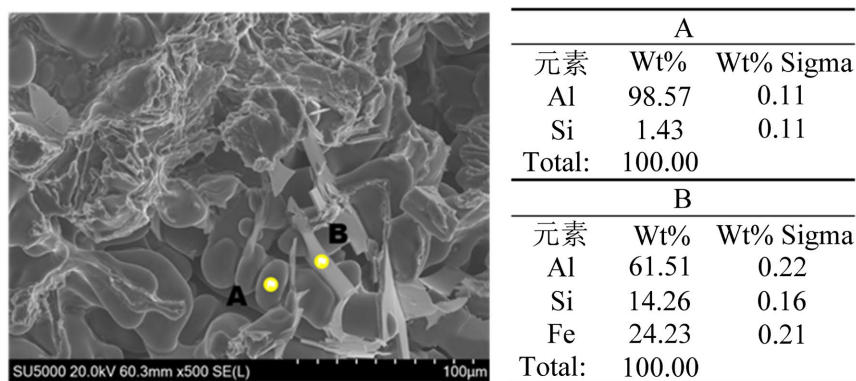 A
B
SU5000 20.0kV 60.3mm x500 SE(L)
100μm
A
元素 Wt% Wt% Sigma
Al 98.57 0.11
Si 1.43 0.11
Total: 100.00
B
元素 Wt% Wt% Sigma
Al 61.51 0.22
Si 14.26 0.16
Fe 24.23 0.21
Total: 100.00